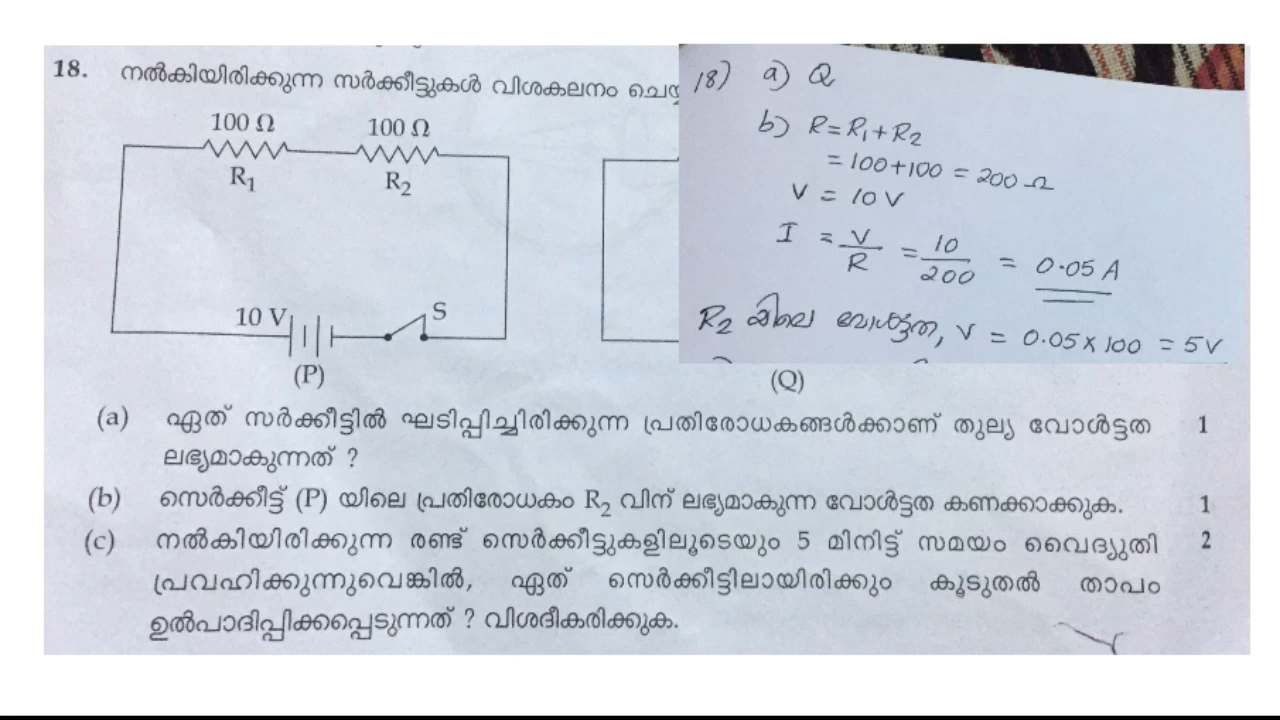 18. നൽകിയിരിക്കുന്ന സർക്കീട്ടുകൾ വിശകലനം
100 Ω 100 Ω
R₁ R₂
10 V S
(P)
18) a) Q
b) R = R₁ + R₂
= 100 + 100 = 200 Ω
V = 10 V
I = V/R = 10/200 = 0.05 A
R₂ യിലെ വോൾട്ടത, V = 0.05 × 100 = 5V
(Q)
(a) ഏത് സർക്കീട്ടിൽ ഘടിപ്പിച്ചിരിക്കുന്ന പ്രതിരോധകങ്ങൾക്കാണ് തുല്യ വോൾട്ടത 1
ലഭ്യമാകുന്നത് ?
(b) സെർക്കീട്ട് (P) യിലെ പ്രതിരോധകം R₂ വിന് ലഭ്യമാകുന്ന വോൾട്ടത കണക്കാക്കുക. 1
(c) നൽകിയിരിക്കുന്ന രണ്ട് സെർക്കീട്ടുകളിലൂടെയും 5 മിനിട്ട് സമയം വൈദ്യുതി 2
പ്രവഹിക്കുന്നുവെങ്കിൽ, ഏത് സെർക്കീട്ടിലായിരിക്കും കൂടുതൽ താപം
ഉൽപാദിപ്പിക്കപ്പെടുന്നത് ? വിശദീകരിക്കുക.